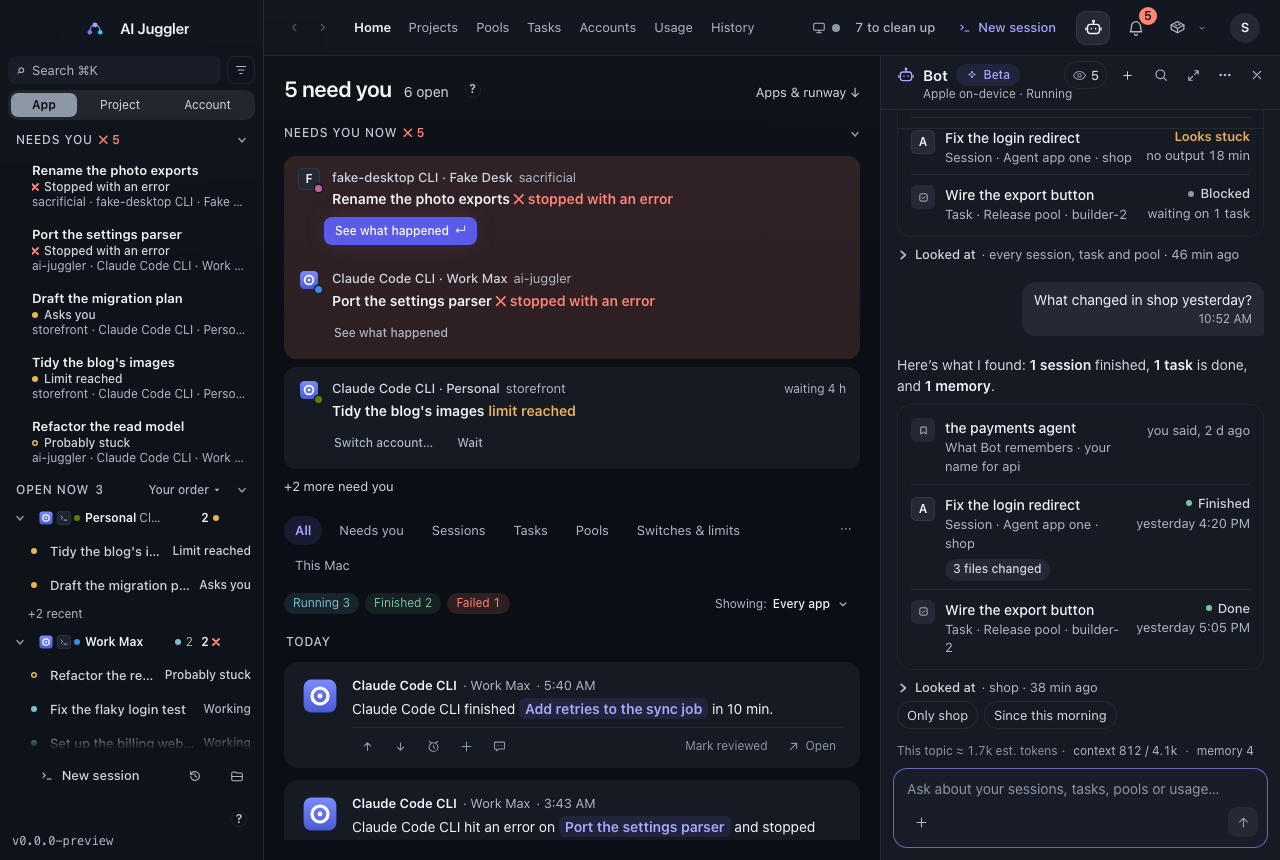 AI Juggler
Search ⌘K
App Project Account
NEEDS YOU 5
Rename the photo exports
Stopped with an error
sacrificial · fake-desktop CLI · Fake ...
Port the settings parser
Stopped with an error
ai-juggler · Claude Code CLI · Work ...
Draft the migration plan
Asks you
storefront · Claude Code CLI · Perso...
Tidy the blog's images
Limit reached
storefront · Claude Code CLI · Perso...
Refactor the read model
Probably stuck
ai-juggler · Claude Code CLI · Work ...
OPEN NOW 3 Your order
Personal Cl... 2
Tidy the blog's i... Limit reached
Draft the migration p... Asks you
+2 recent
Work Max 2 2
Refactor the re... Probably stuck
Fix the flaky login test Working
Set up the billing web... Working
New session
?
v0.0.0-preview
Home Projects Pools Tasks Accounts Usage History
7 to clean up
New session
5
S
5 need you 6 open ?
Apps & runway ↓
NEEDS YOU NOW 5
F
fake-desktop CLI · Fake Desk sacrificial
Rename the photo exports stopped with an error
See what happened
Claude Code CLI · Work Max ai-juggler
Port the settings parser stopped with an error
See what happened
Claude Code CLI · Personal storefront waiting 4 h
Tidy the blog's images limit reached
Switch account... Wait
+2 more need you
All Needs you Sessions Tasks Pools Switches & limits ...
This Mac
Running 3 Finished 2 Failed 1
Showing: Every app
TODAY
Claude Code CLI · Work Max · 5:40 AM
Claude Code CLI finished Add retries to the sync job in 10 min.
Mark reviewed Open
Claude Code CLI · Work Max · 3:43 AM
Claude Code CLI hit an error on Port the settings parser and stopped
Bot Beta 5
Apple on-device · Running
A
Fix the login redirect Looks stuck
Session · Agent app one · shop no output 18 min
Wire the export button Blocked
Task · Release pool · builder-2 waiting on 1 task
Looked at · every session, task and pool · 46 min ago
What changed in shop yesterday?
10:52 AM
Here's what I found: 1 session finished, 1 task is done,
and 1 memory.
the payments agent you said, 2 d ago
What Bot remembers · your
name for api
A
Fix the login redirect Finished
Session · Agent app one · yesterday 4:20 PM
shop
3 files changed
Wire the export button Done
Task · Release pool · builder- yesterday 5:05 PM
2
Looked at · shop · 38 min ago
Only shop Since this morning
This topic ≈ 1.7k est. tokens · context 812 / 4.1k · memory 4
Ask about your sessions, tasks, pools or usage...